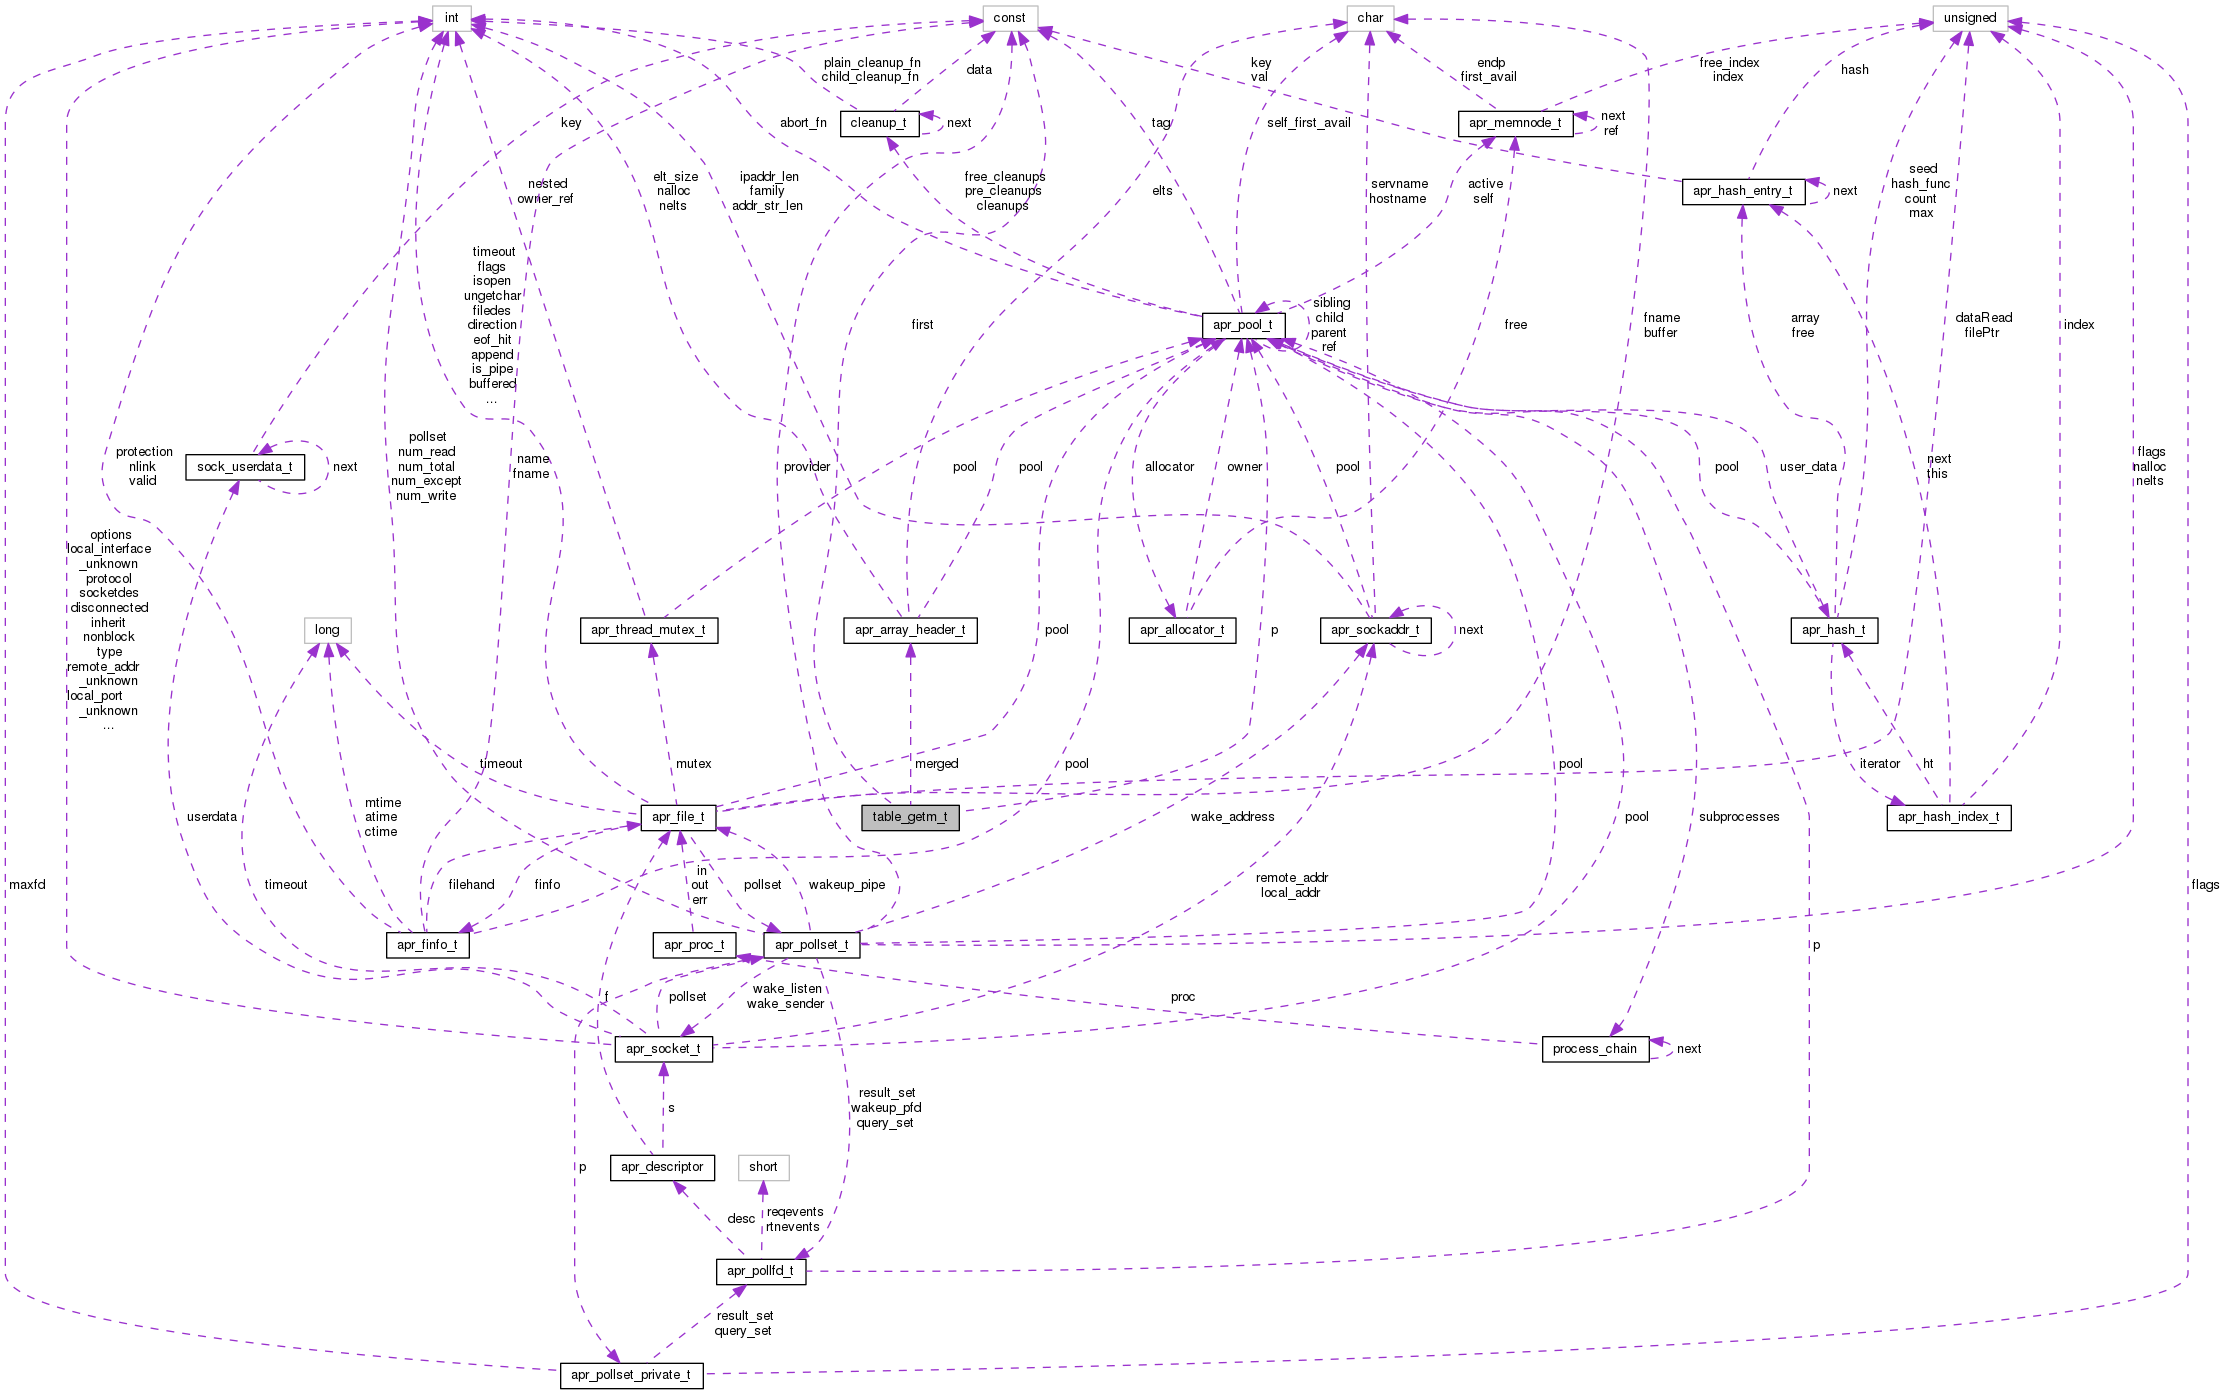 int
const
char
unsigned
plain_cleanup_fn
child_cleanup_fn
data
key
val
endp
first_avail
free_index
index
hash
key
abort_fn
cleanup_t
next
tag
self_first_avail
apr_memnode_t
next
ref
nested
owner_ref
elt_size
nalloc
nelts
ipaddr_len
family
addr_str_len
free_cleanups
pre_cleanups
cleanups
elts
servname
hostname
active
self
apr_hash_entry_t
next
seed
hash_func
count
max
timeout
flags
isopen
ungetchar
filedes
direction
eof_hit
append
is_pipe
buffered
...
first
apr_pool_t
sibling
child
parent
ref
free
fname
buffer
array
free
dataRead
filePtr
index
protection
nlink
valid
sock_userdata_t
next
pollset
num_read
num_total
num_except
num_write
name
fname
provider
pool
pool
allocator
owner
pool
pool
user_data
next
this
flags
nalloc
nelts
options
local_interface
_unknown
protocol
socketdes
disconnected
inherit
nonblock
type
remote_addr
_unknown
local_port
_unknown
...
long
apr_thread_mutex_t
apr_array_header_t
pool
apr_allocator_t
p
apr_sockaddr_t
next
apr_hash_t
timeout
mutex
merged
pool
pool
iterator
ht
userdata
mtime
atime
ctime
apr_file_t
table_getm_t
wake_address
pool
subprocesses
apr_hash_index_t
maxfd
timeout
filehand
finfo
in
out
err
pollset
wakeup_pipe
remote_addr
local_addr
flags
apr_finfo_t
apr_proc_t
apr_pollset_t
p
f
pollset
wake_listen
wake_sender
proc
apr_socket_t
process_chain
next
s
result_set
wakeup_pfd
query_set
p
apr_descriptor
short
desc
reqevents
rtnevents
apr_pollfd_t
result_set
query_set
apr_pollset_private_t